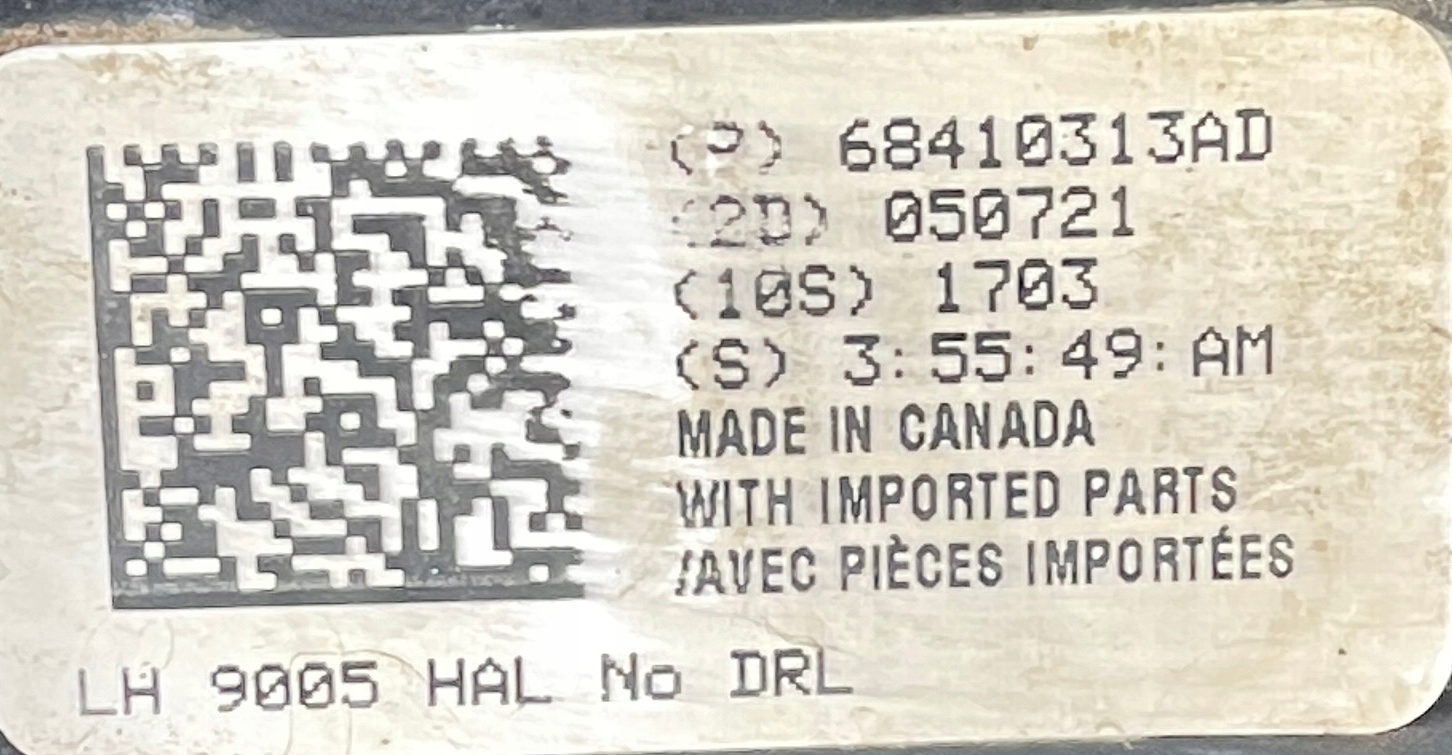 (P) 68410313AD
(2D) 050721
(10S) 1703
(S) 3:55:49:AM
MADE IN CANADA
WITH IMPORTED PARTS
/AVEC PIÈCES IMPORTÉES
LH 9005 HAL No DRL